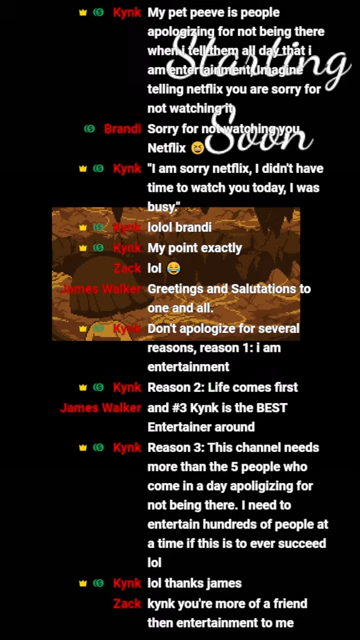 Starting
Soon
Kynk My pet peeve is people
apologizing for not being there
when i tell them all day that i
am entertainment. Imagine
telling netflix you are sorry for
not watching it
Brandi Sorry for not watching you
Netflix 😆
Kynk "I am sorry netflix, I didn't have
time to watch you today, I was
busy."
Kynk lolol brandi
Kynk My point exactly
Zack lol 😂
James Walker Greetings and Salutations to
one and all.
Kynk Don't apologize for several
reasons, reason 1: i am
entertainment
Kynk Reason 2: Life comes first
James Walker and #3 Kynk is the BEST
Entertainer around
Kynk Reason 3: This channel needs
more than the 5 people who
come in a day apoligizing for
not being there. I need to
entertain hundreds of people at
a time if this is to ever succeed
lol
Kynk lol thanks james
Zack kynk you're more of a friend
then entertainment to me